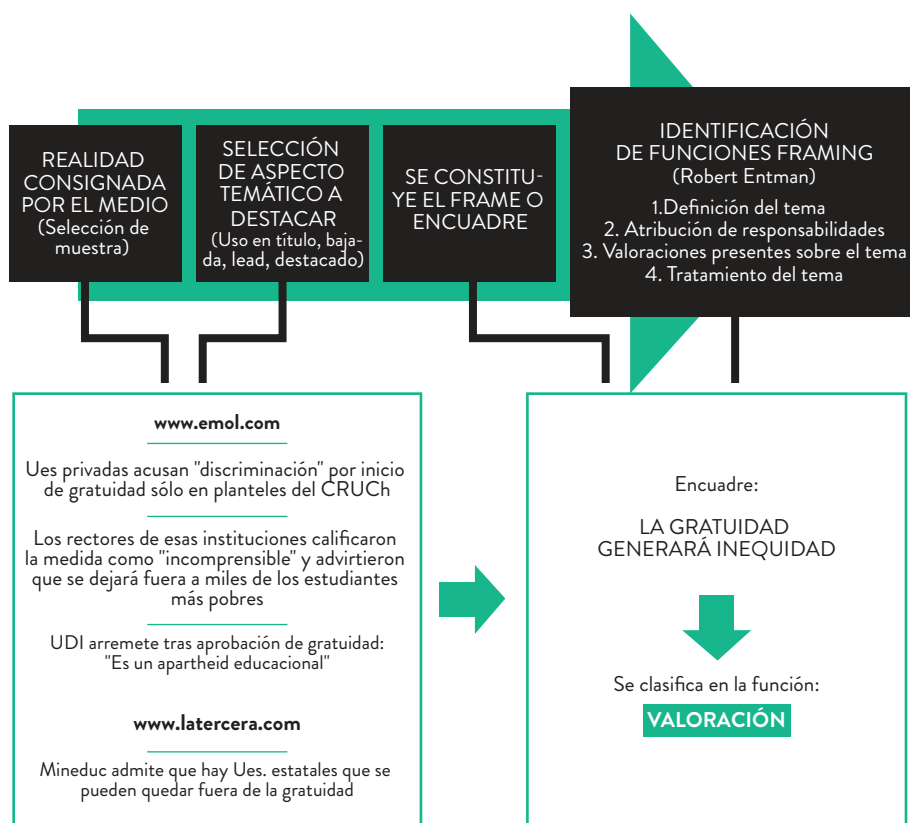 REALIDAD
CONSIGNADA
POR EL MEDIO
(Selección de
muestra)
SELECCIÓN
DE ASPECTO
TEMÁTICO A
DESTACAR
(Uso en título, baja-
da, lead, destacado)
SE CONSTITU-
YE EL FRAME O
ENCUADRE
IDENTIFICACIÓN
DE FUNCIONES FRAMING
(Robert Entman)
1.Definición del tema
2. Atribución de responsabilidades
3. Valoraciones presentes sobre el tema
4. Tratamiento del tema
www.emol.com
Ues privadas acusan "discriminación" por inicio
de gratuidad sólo en planteles del CRUCh
Los rectores de esas instituciones calificaron
la medida como "incomprensible" y advirtieron
que se dejará fuera a miles de los estudiantes
más pobres
UDI arremete tras aprobación de gratuidad:
"Es un apartheid educacional"
www.latercera.com
Mineduc admite que hay Ues. estatales que se
pueden quedar fuera de la gratuidad
Encuadre:
LA GRATUIDAD
GENERARÁ INEQUIDAD
Se clasifica en la función:
VALORACIÓN